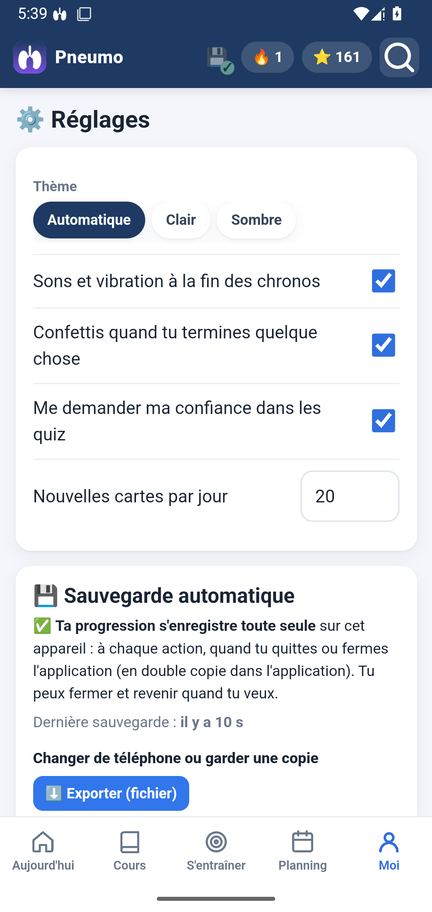 5:39
Pneumo
1
161
Réglages
Thème
Automatique
Clair
Sombre
Sons et vibration à la fin des chronos
Confettis quand tu termines quelque
chose
Me demander ma confiance dans les
quiz
Nouvelles cartes par jour
20
Sauvegarde automatique
Ta progression s'enregistre toute seule sur cet
appareil : à chaque action, quand tu quittes ou fermes
l'application (en double copie dans l'application). Tu
peux fermer et revenir quand tu veux.
Dernière sauvegarde : il y a 10 s
Changer de téléphone ou garder une copie
Exporter (fichier)
Aujourd'hui
Cours
S'entraîner
Planning
Moi